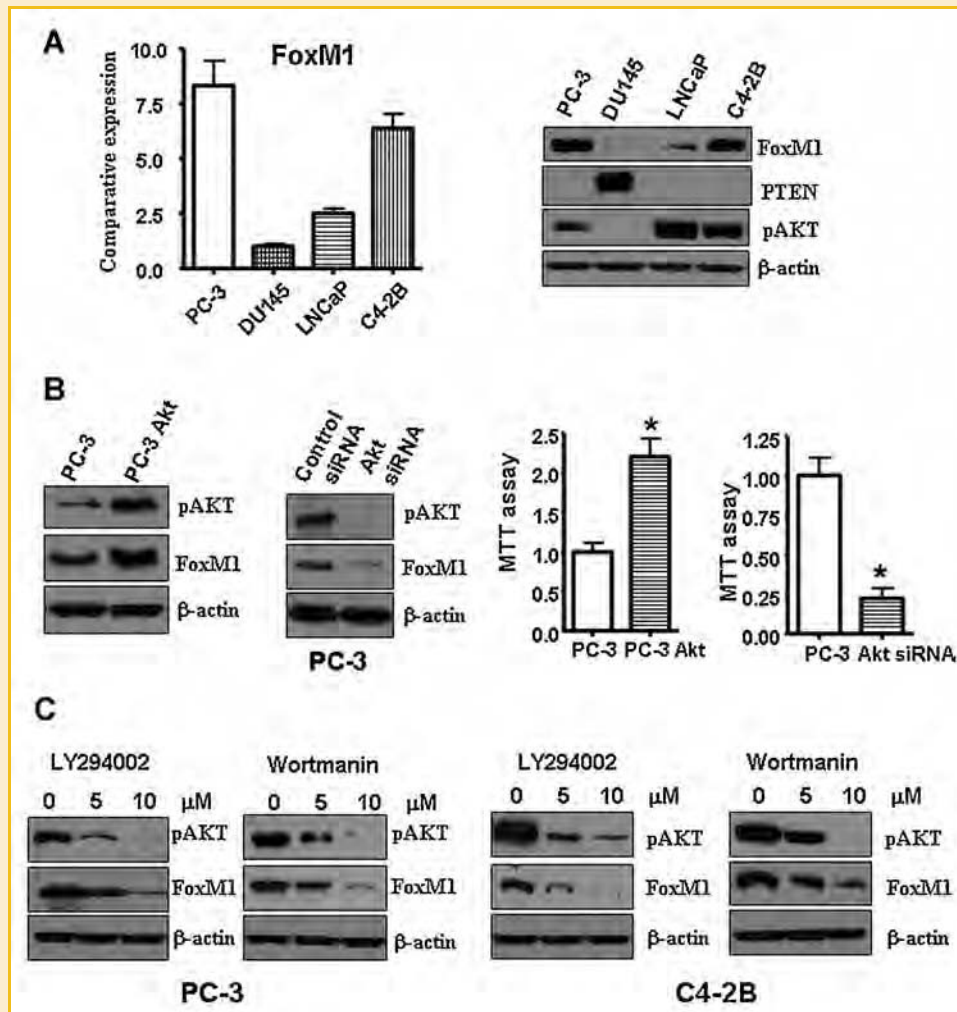 A
FoxM1
Comparative expression
10.0
7.5
5.0
2.5
0.0
PC-3 DU145 LNCaP C4-2B
PC-3 DU145 LNCaP C4-2B
FoxM1
PTEN
pAKT
β-actin
B
PC-3 PC-3 Akt
pAKT
FoxM1
β-actin
Control siRNA Akt siRNA
pAKT
FoxM1
β-actin
PC-3
MTT assay
2.5
2.0
1.5
1.0
0.5
0.0
*
PC-3 PC-3 Akt
MTT assay
1.25
1.00
0.75
0.50
0.25
0.00
*
PC-3 Akt siRNA
C
LY294002
0 5 10 µM
pAKT
FoxM1
β-actin
Wortmanin
0 5 10
pAKT
FoxM1
β-actin
PC-3
LY294002
0 5 10 µM
pAKT
FoxM1
β-actin
Wortmanin
0 5 10 µM
pAKT
FoxM1
β-actin
C4-2B